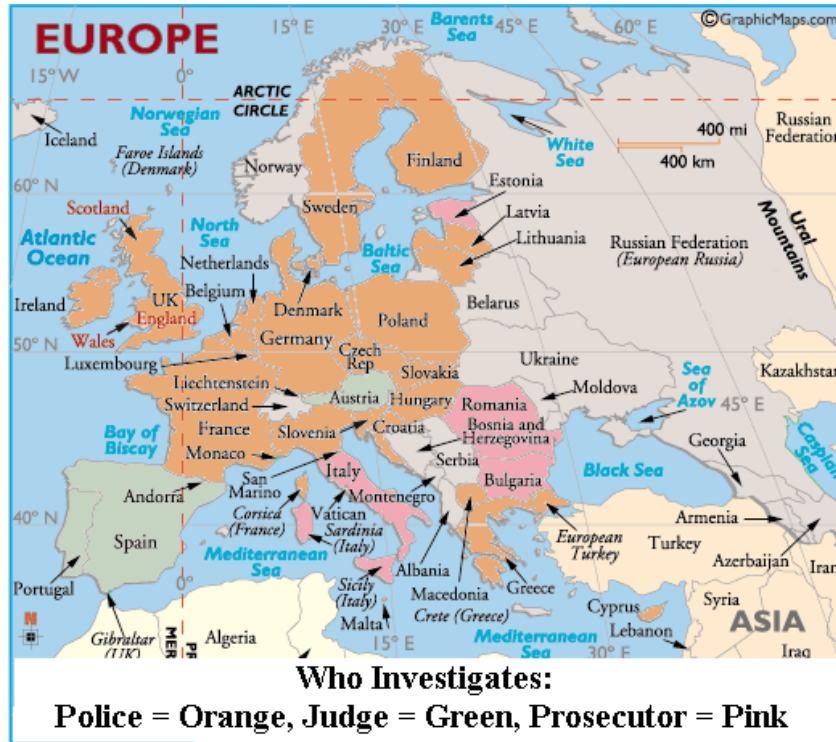 EUROPE
©GraphicMaps.com
Barents
Sea
15°W
0°
15°E
30°E
45°E
60°E
ARCTIC
CIRCLE
Norwegian
Sea
Iceland
Faroe Islands
(Denmark)
Norway
Finland
White
Sea
400 mi
400 km
Russian
Federation
60° N
Scotland
North
Sea
Sweden
Estonia
Latvia
Lithuania
Baltic
Sea
Russian Federation
(European Russia)
Ural
Mountains
Atlantic
Ocean
Netherlands
Belgium
Ireland
UK
England
Wales
Denmark
Germany
Poland
Belarus
50° N
Luxembourg
Czech
Rep
Slovakia
Ukraine
Kazakhstan
Liechtenstein
Austria
Hungary
Moldova
Sea
of
Azov
45° E
Switzerland
France
Slovenia
Croatia
Romania
Bosnia and
Herzegovina
Bay of
Biscay
Monaco
Serbia
Georgia
Caspian
Sea
San
Marino
Italy
Montenegro
Bulgaria
Black Sea
Andorra
Corsica
(France)
Vatican
Sardinia
(Italy)
European
Turkey
Armenia
40° N
Spain
Mediterranean
Sea
Turkey
Azerbaijan
Iran
Portugal
0°
Sicily
(Italy)
Albania
Macedonia
Greece
Crete (Greece)
Cyprus
Syria
Lebanon
ASIA
N
Gibraltar
(UK)
MER
PR
Algeria
Malta
15° E
Mediterranean
Sea
30° E
Iraq
Who Investigates:
Police = Orange, Judge = Green, Prosecutor = Pink